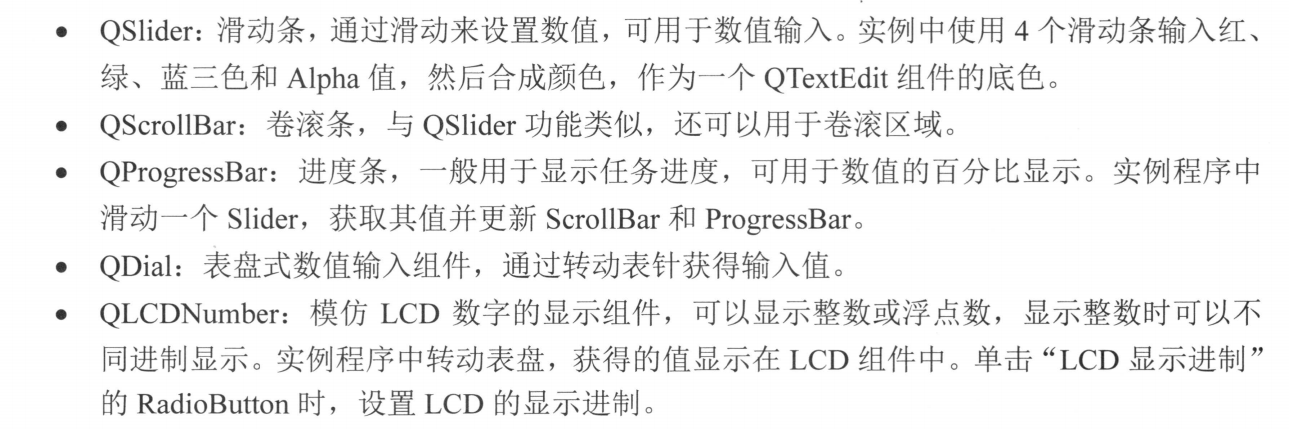 • QSlider：滑动条，通过滑动来设置数值，可用于数值输入。实例中使用 4 个滑动条输入红、
绿、蓝三色和 Alpha 值，然后合成颜色，作为一个 QTextEdit 组件的底色。
• QScrollBar：卷滚条，与 QSlider 功能类似，还可以用于卷滚区域。
• QProgressBar：进度条，一般用于显示任务进度，可用于数值的百分比显示。实例程序中
滑动一个 Slider，获取其值并更新 ScrollBar 和 ProgressBar。
• QDial：表盘式数值输入组件，通过转动表针获得输入值。
• QLCDNumber：模仿 LCD 数字的显示组件，可以显示整数或浮点数，显示整数时可以不
同进制显示。实例程序中转动表盘，获得的值显示在 LCD 组件中。单击“LCD 显示进制”
的 RadioButton 时，设置 LCD 的显示进制。